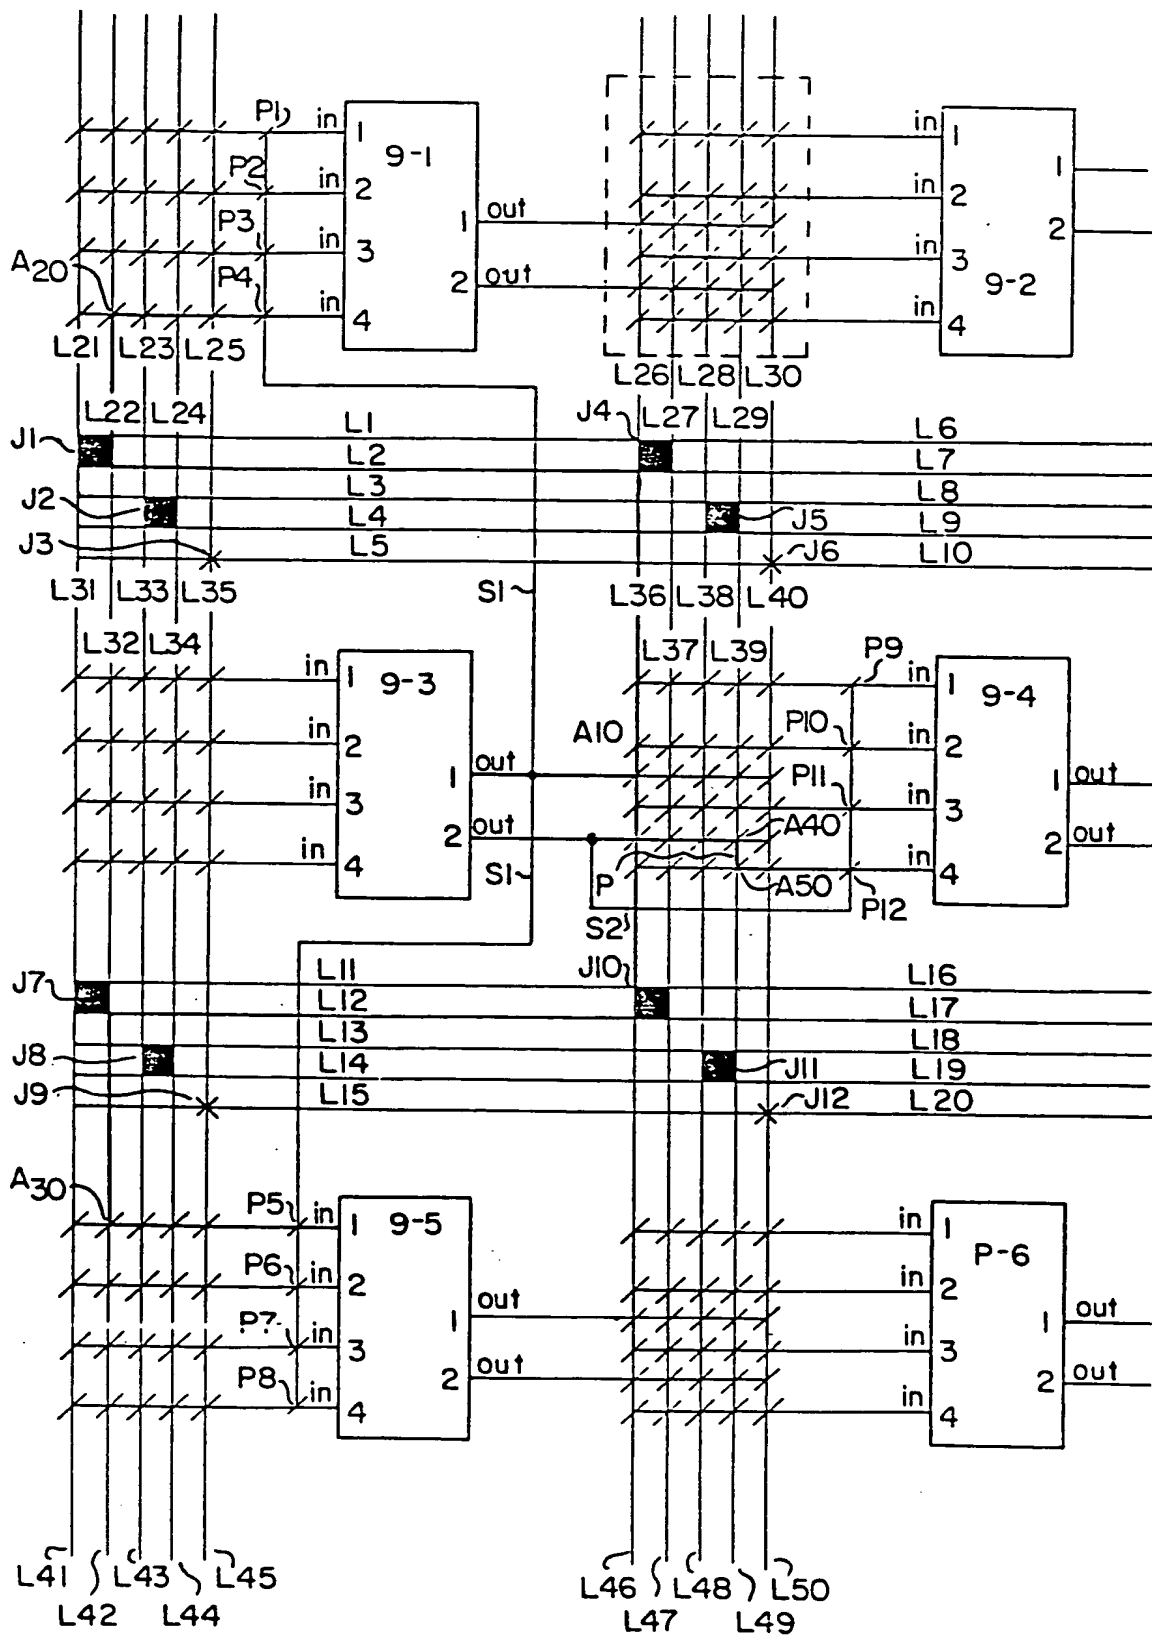 P1 in 1 9-1 in 1
P2 in 2 in 2 1
P3 in 3 1 out 2
A20 P4 in 4 2 out in 3 9-2
in 4
L21 L23 L25 L26 L28 L30
L22 L24 L1 J4 L27 L29 L6
J1 L2 L7
L3 L8
J2 L4 J5 L9
J3 L5 J6 L10
L31 L33 L35 S1 L36 L38 L40
L32 L34 L37 L39 P9
in 1 9-3 in 1 9-4
in 2 A10 P10 in 2
1 out P11 1 out
in 3 in 3
2 out A40 2 out
in 4 S1 P A50 in 4
S2 P12
J7 L11 J10 L16
L12 L17
L13 L18
J8 L14 J11 L19
J9 L15 J12 L20
A30 P5 in 1 9-5 in 1 P-6
P6 in 2 in 2
1 out 1 out
P7 in 3 in 3
2 out 2 out
P8 in 4 in 4
L41 L43 L45 L46 L48 L50
L42 L44 L47 L49